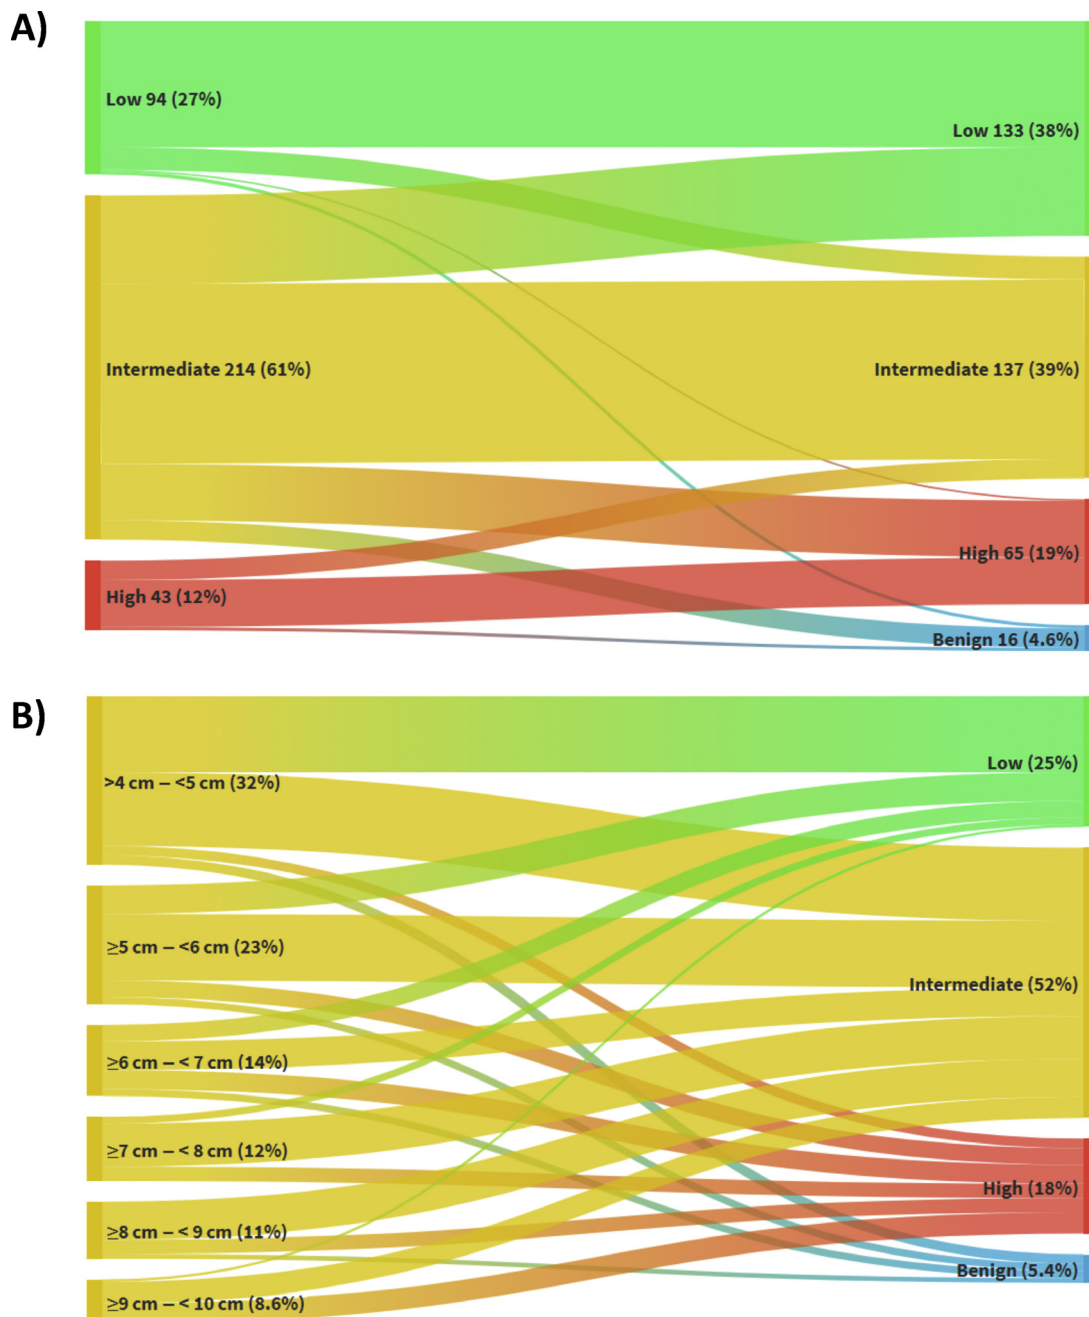 A)
Low 94 (27%)
Low 133 (38%)
Intermediate 214 (61%)
Intermediate 137 (39%)
High 65 (19%)
High 43 (12%)
Benign 16 (4.6%)
B)
>4 cm – <5 cm (32%)
Low (25%)
≥5 cm – <6 cm (23%)
Intermediate (52%)
≥6 cm – < 7 cm (14%)
≥7 cm – < 8 cm (12%)
High (18%)
≥8 cm – < 9 cm (11%)
Benign (5.4%)
≥9 cm – < 10 cm (8.6%)